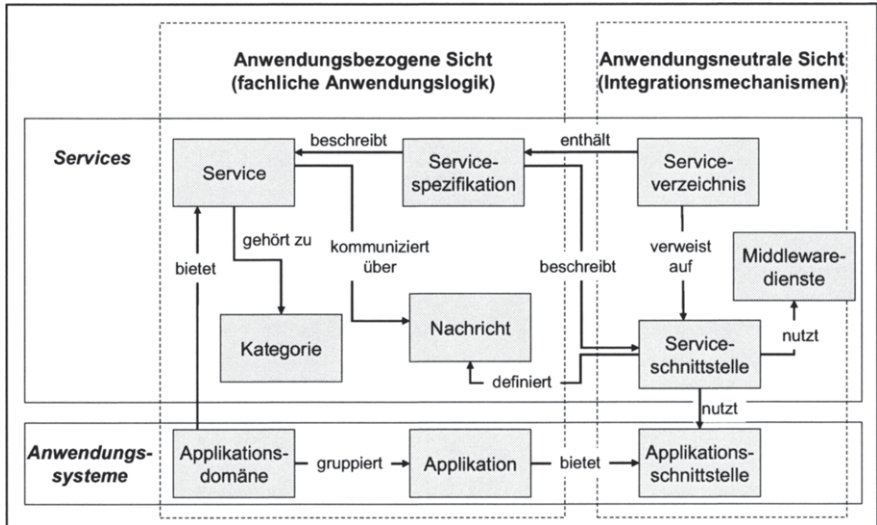 Anwendungsbezogene Sicht
(fachliche Anwendungslogik)
Anwendungsneutrale Sicht
(Integrationsmechanismen)
Services
Service
beschreibt
Service-
spezifikation
enthält
Service-
verzeichnis
gehört zu
bietet
kommuniziert
über
beschreibt
verweist
auf
Middleware-
dienste
Kategorie
Nachricht
Service-
schnittstelle
nutzt
definiert
nutzt
Anwendungs-
systeme
Applikations-
domäne
gruppiert
Applikation
bietet
Applikations-
schnittstelle